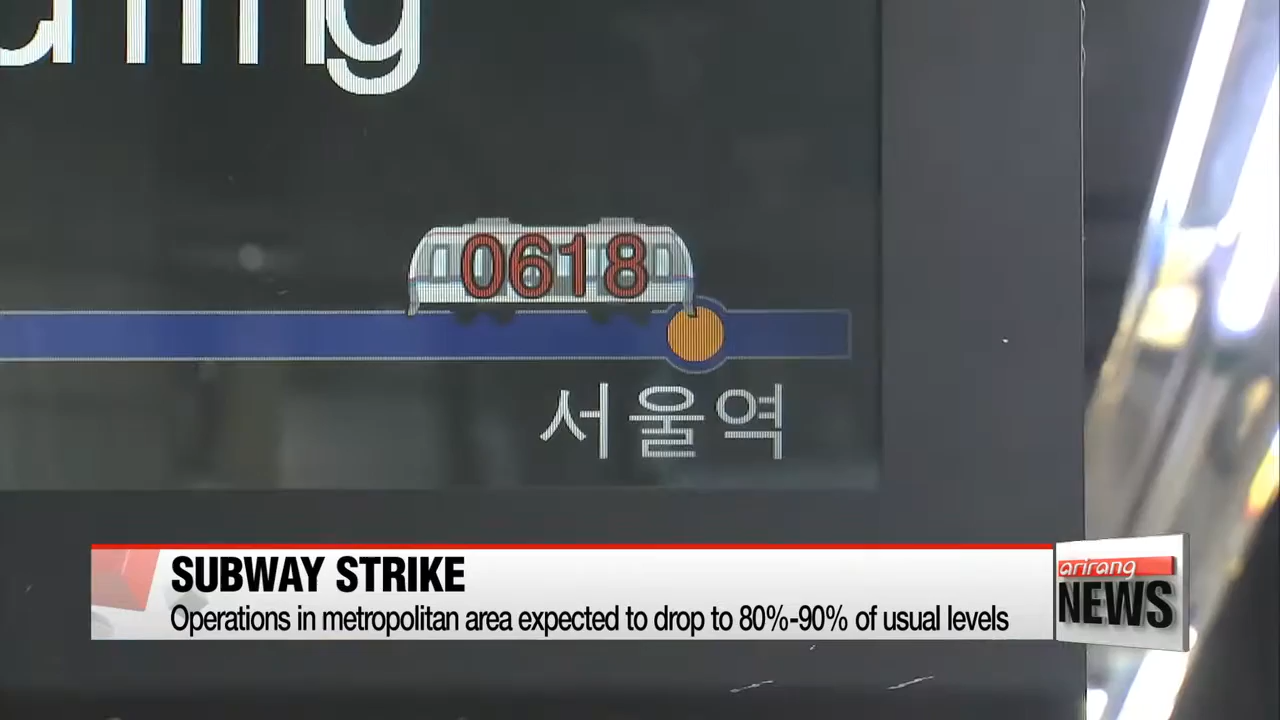 0618
서울역
SUBWAY STRIKE
Operations in metropolitan area expected to drop to 80%-90% of usual levels
arirang
NEWS